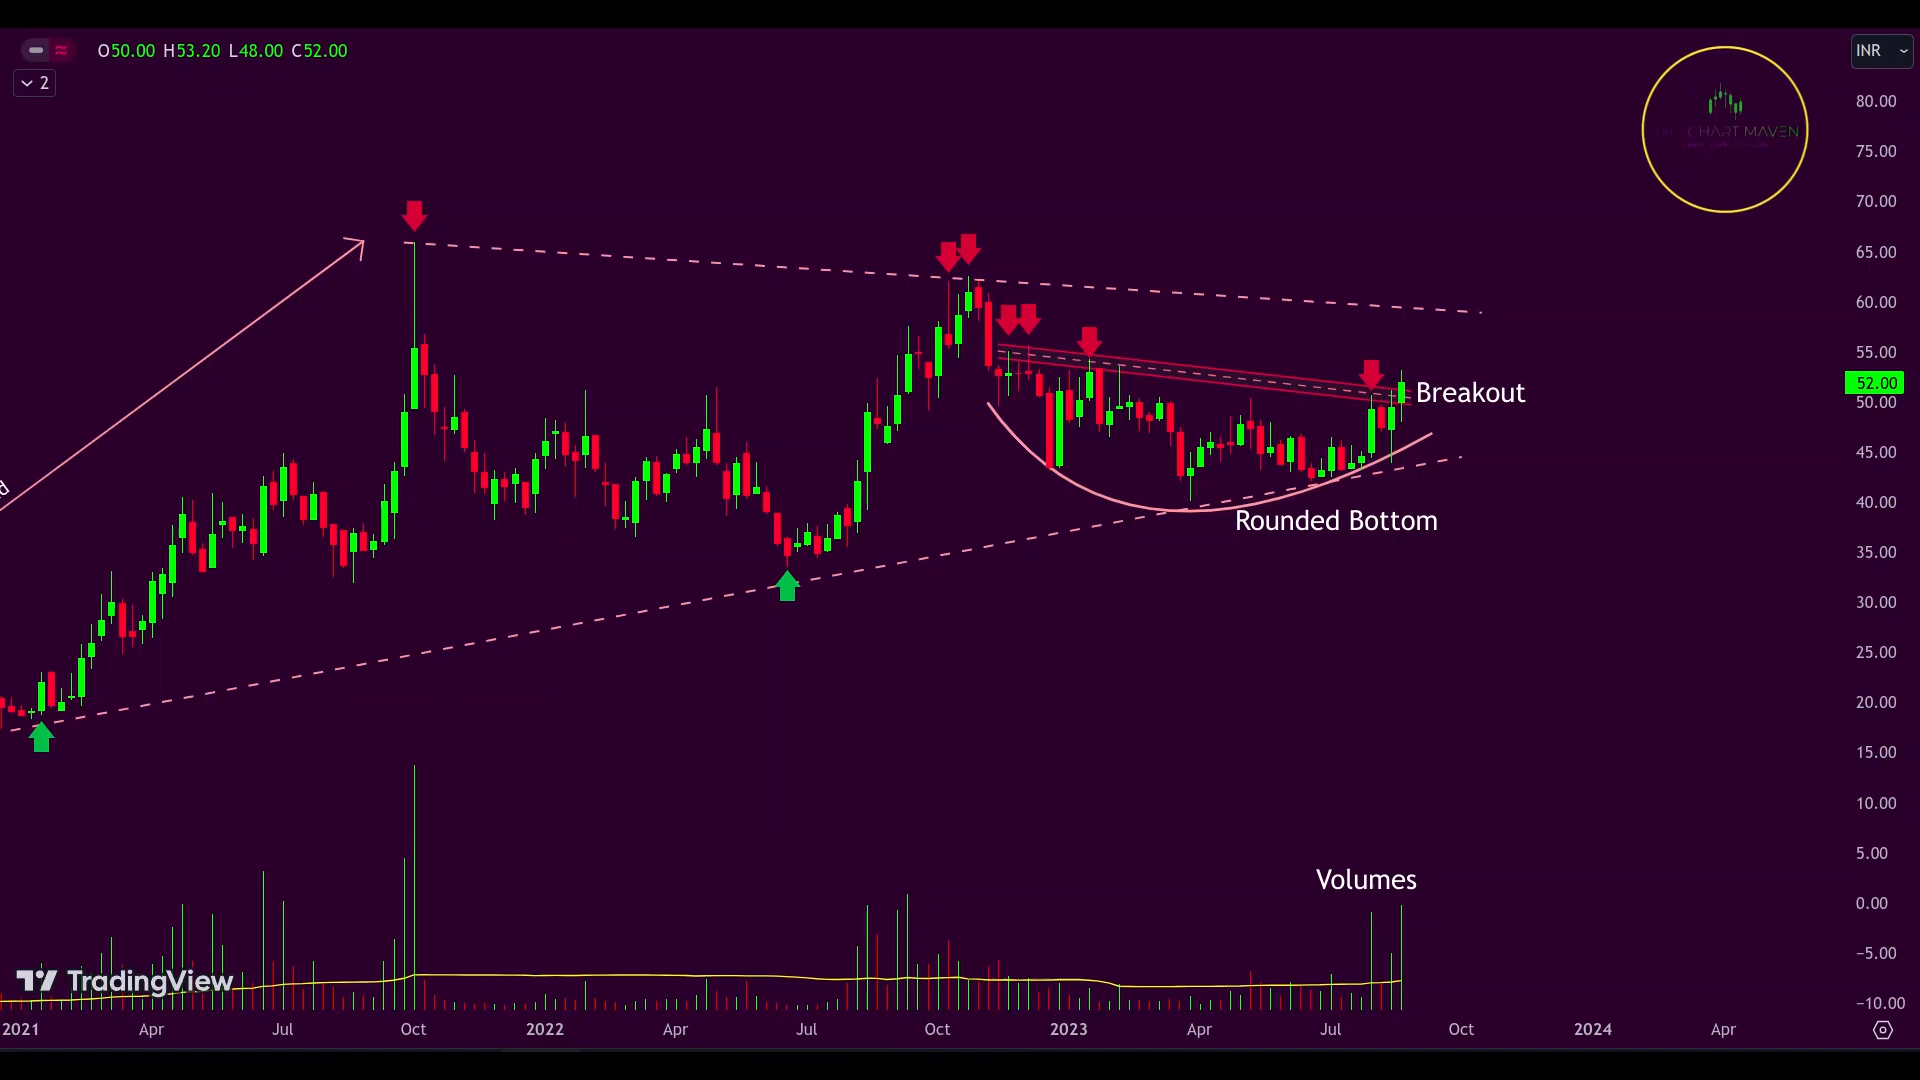 O50.00 H53.20 L48.00 C52.00
INR
2
80.00
75.00
70.00
65.00
60.00
55.00
52.00
50.00
45.00
40.00
35.00
30.00
25.00
20.00
15.00
10.00
5.00
0.00
−5.00
−10.00
CHART MAVEN
Breakout
Rounded Bottom
Volumes
TradingView
2021 Apr Jul Oct 2022 Apr Jul Oct 2023 Apr Jul Oct 2024 Apr